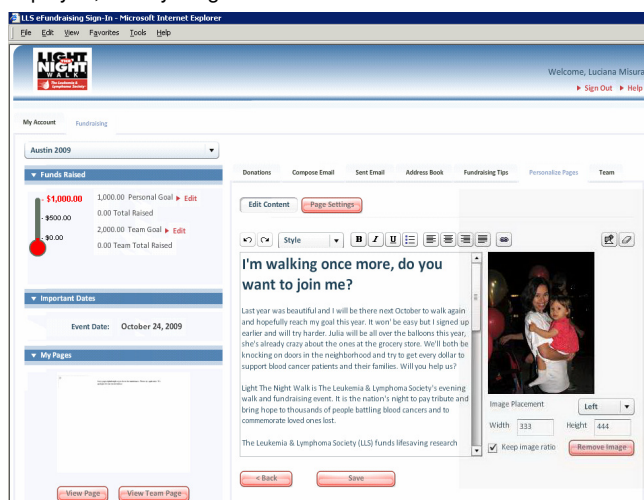 LLS eFundraising Sign-In - Microsoft Internet Explorer
File Edit View Favorites Tools Help
LIGHT
THE
NIGHT
WALK
The Leukemia &
Lymphoma Society
Welcome, Luciana Misura
Sign Out Help
My Account Fundraising
Austin 2009
Funds Raised
$1,000.00
$500.00
$0.00
1,000.00 Personal Goal Edit
0.00 Total Raised
2,000.00 Team Goal Edit
0.00 Team Total Raised
Important Dates
Event Date: October 24, 2009
My Pages
View Page View Team Page
Donations Compose Email Sent Email Address Book Fundraising Tips Personalize Pages Team
Edit Content Page Settings
Style B I U
I'm walking once more, do you
want to join me?
Last year was beautiful and I will be there next October to walk again
and hopefully reach my goal this year. It won' be easy but I signed up
earlier and will try harder. Julia will be all over the balloons this year,
she's already crazy about the ones at the grocery store. We'll both be
knocking on doors in the neighborhood and try to get every dollar to
support blood cancer patients and their families. Will you help us?
Light The Night Walk is The Leukemia & Lymphoma Society's evening
walk and fundraising event. It is the nation's night to pay tribute and
bring hope to thousands of people battling blood cancers and to
commemorate loved ones lost.
The Leukemia & Lymphoma Society (LLS) funds lifesaving research
Image Placement Left
Width 333 Height 444
Keep image ratio Remove Image
< Back Save